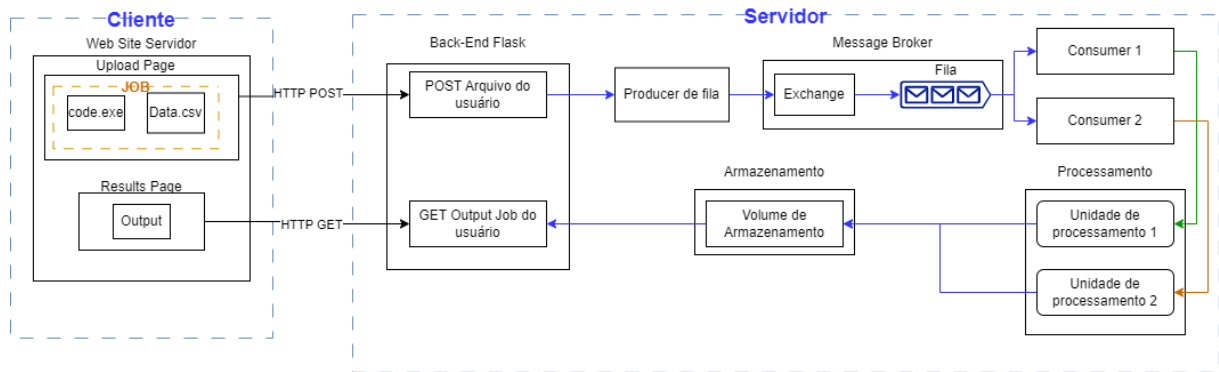 Cliente
Web Site Servidor
Upload Page
JOB
code.exe
Data.csv
Results Page
Output
HTTP POST
HTTP GET
Servidor
Back-End Flask
POST Arquivo do
usuário
GET Output Job do
usuário
Producer de fila
Message Broker
Exchange
Fila
Consumer 1
Consumer 2
Armazenamento
Volume de
Armazenamento
Processamento
Unidade de
processamento 1
Unidade de
processamento 2